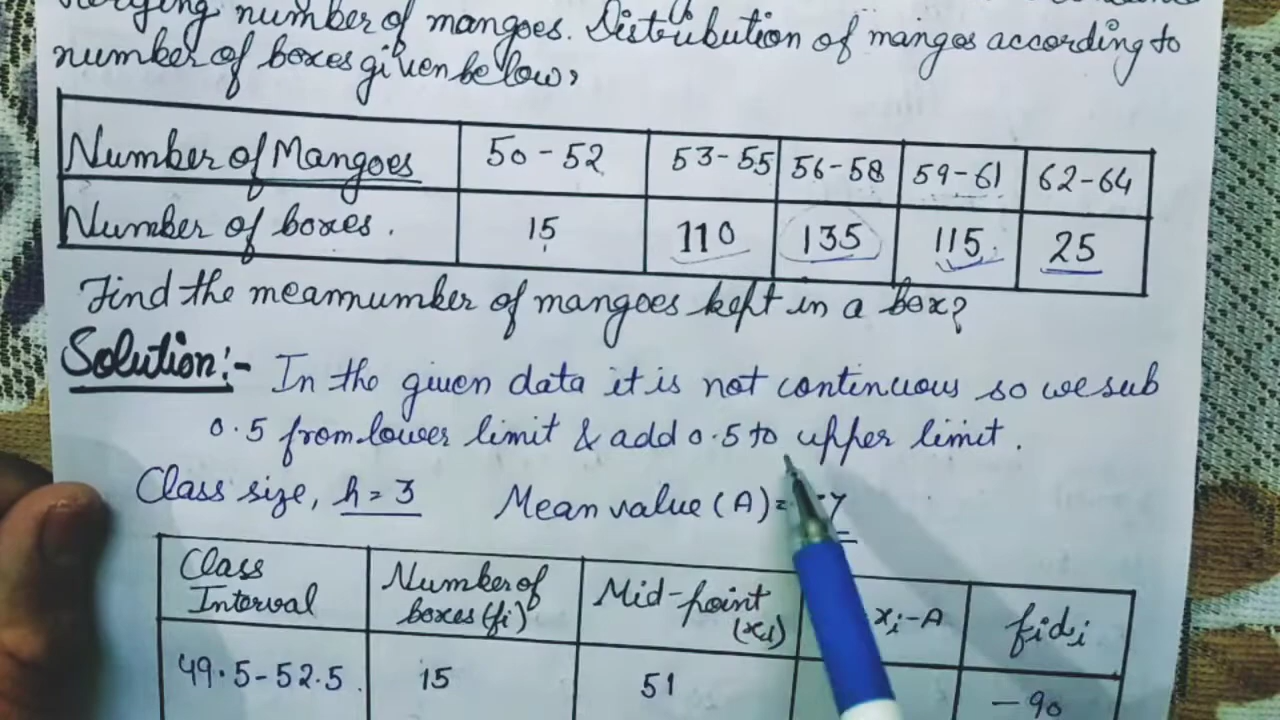 number of mangoes. Distribution of mangos according to
number of boxes given below,
Number of Mangoes 50 - 52 53 - 55 56 - 58 59 - 61 62 - 64
Number of boxes. 15 110 135 115 25
Find the mean number of mangoes kept in a box?
Solution:-
In the given data it is not continuous so we sub
0.5 from lower limit & add 0.5 to upper limit.
Class size, h = 3 Mean value (A) =
Class Interval Number of boxes (fi) Mid-point (xi) xi - A fidi
49.5 - 52.5 15 51 - 90